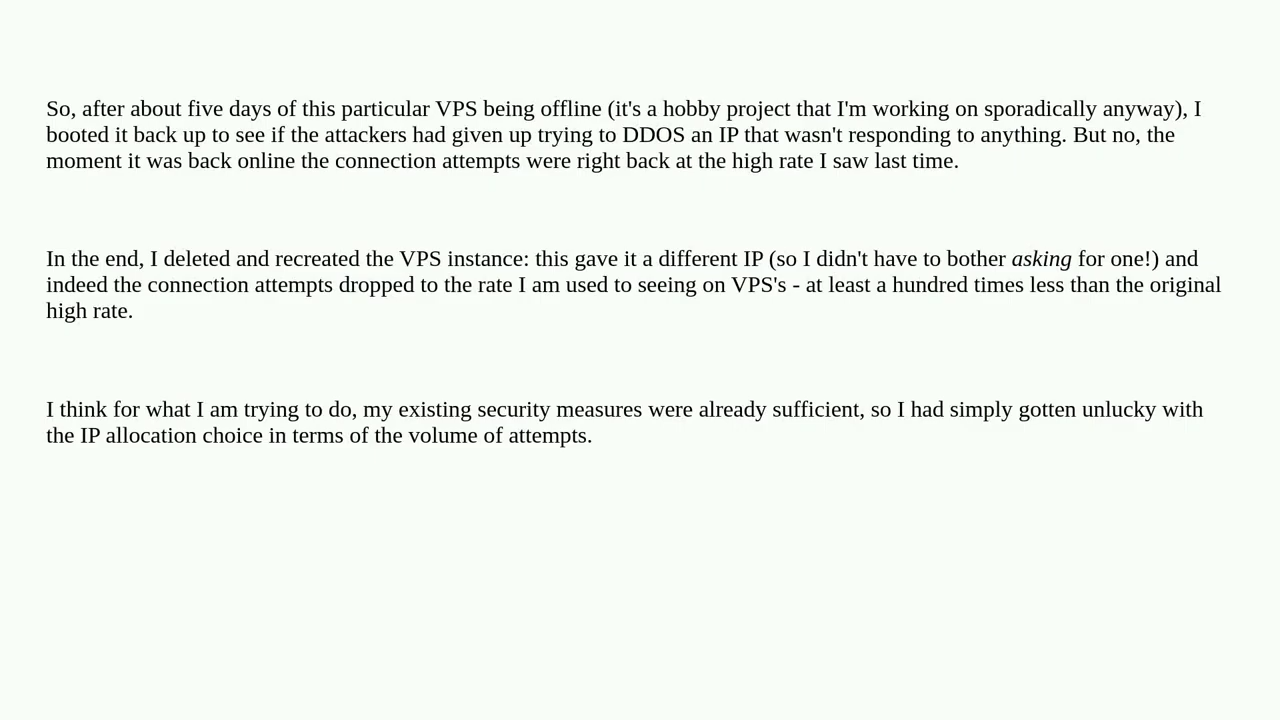 So, after about five days of this particular VPS being offline (it's a hobby project that I'm working on sporadically anyway), I
booted it back up to see if the attackers had given up trying to DDOS an IP that wasn't responding to anything. But no, the
moment it was back online the connection attempts were right back at the high rate I saw last time.
In the end, I deleted and recreated the VPS instance: this gave it a different IP (so I didn't have to bother asking for one!) and
indeed the connection attempts dropped to the rate I am used to seeing on VPS's - at least a hundred times less than the original
high rate.
I think for what I am trying to do, my existing security measures were already sufficient, so I had simply gotten unlucky with
the IP allocation choice in terms of the volume of attempts.